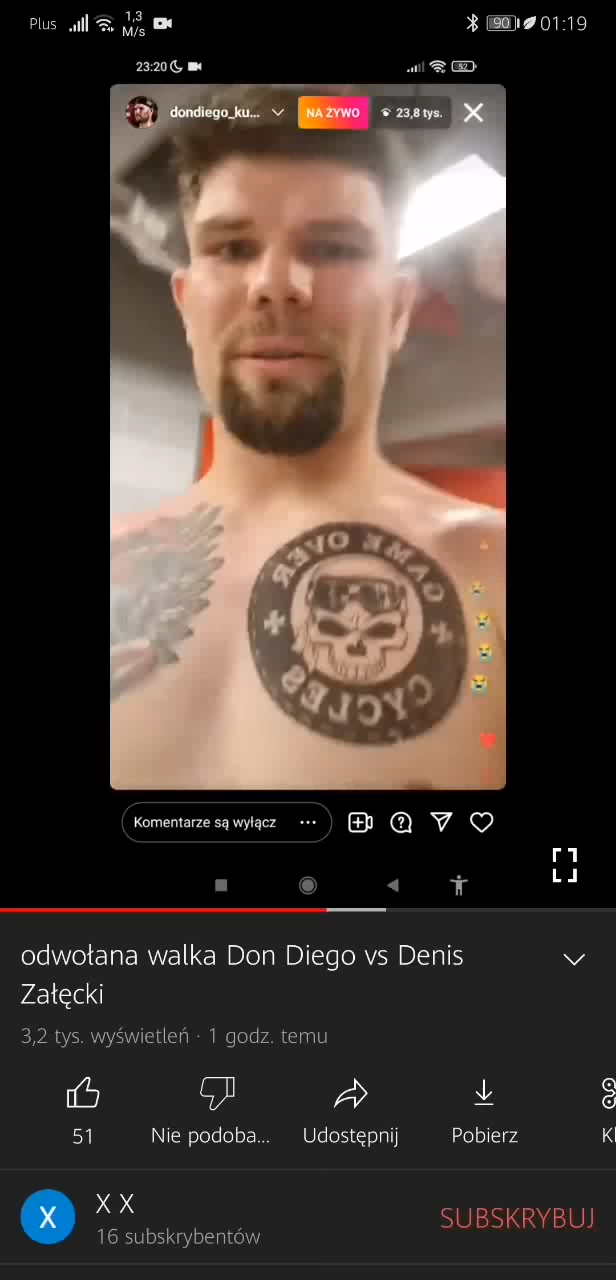 Plus 1,3 M/s 90 01:19
23:20 52
dondiego_ku... NA ŻYWO 23,8 tys.
GAME OVER
CYCLES
Komentarze są wyłącz ...
odwołana walka Don Diego vs Denis
Załęcki
3,2 tys. wyświetleń · 1 godz. temu
51 Nie podoba... Udostępnij Pobierz Kl
X X X
16 subskrybentów
SUBSKRYBUJ